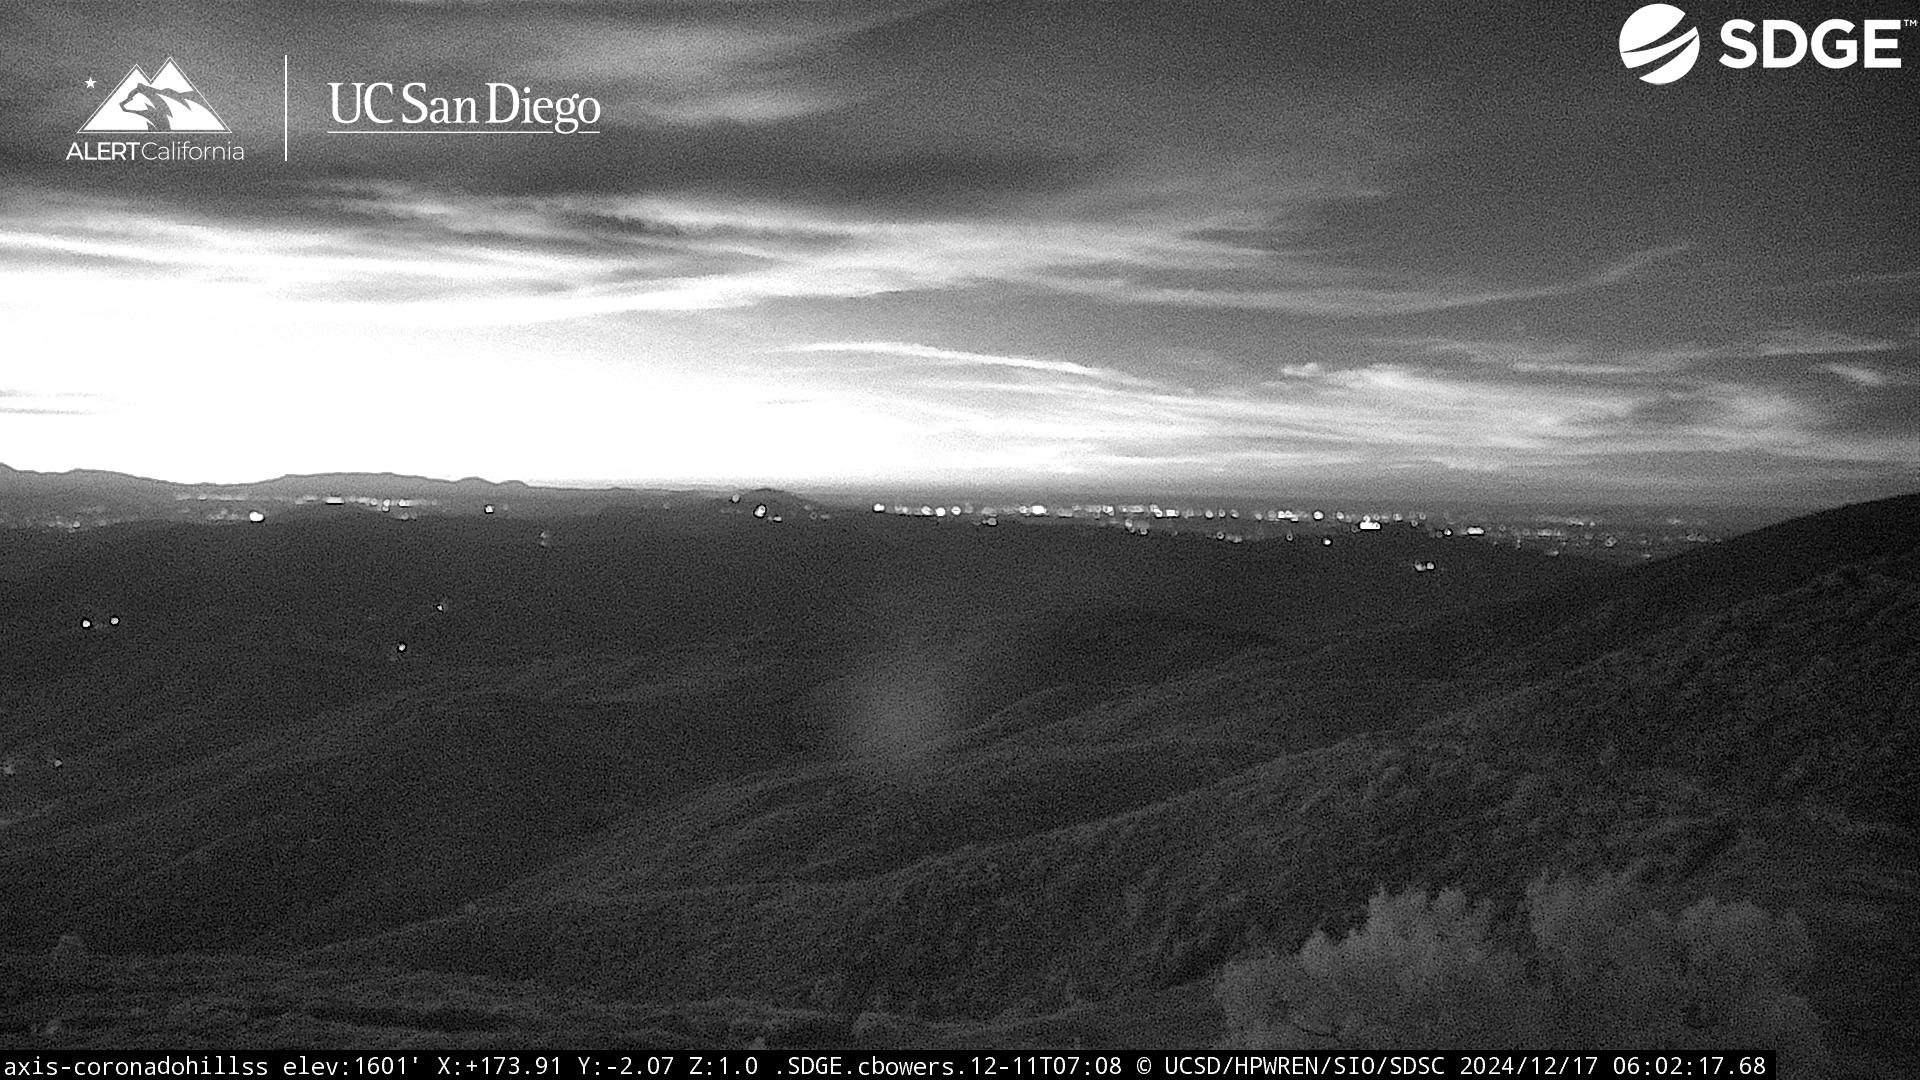 SDGE™
UC San Diego
ALERTCalifornia
axis-coronadohillss elev:1601' X:+173.91 Y:-2.07 Z:1.0 .SDGE.cbowers.12-11T07:08 © UCSD/HPWREN/SIO/SDSC 2024/12/17 06:02:17.68